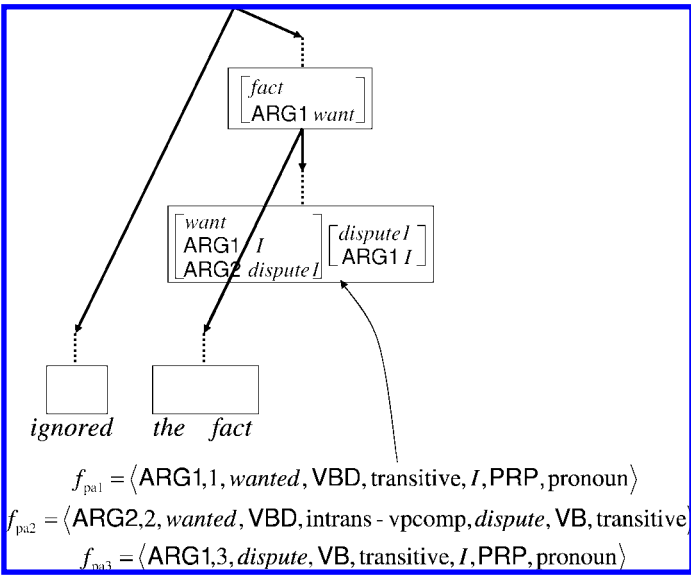 fact
ARG1 want
want
ARG1 I
ARG2 dispute1
dispute1
ARG1 I
ignored the fact
f_pa1 = ⟨ARG1,1, wanted, VBD, transitive, I, PRP, pronoun⟩
f_pa2 = ⟨ARG2,2, wanted, VBD, intrans - vpcomp, dispute, VB, transitive⟩
f_pa3 = ⟨ARG1,3, dispute, VB, transitive, I, PRP, pronoun⟩